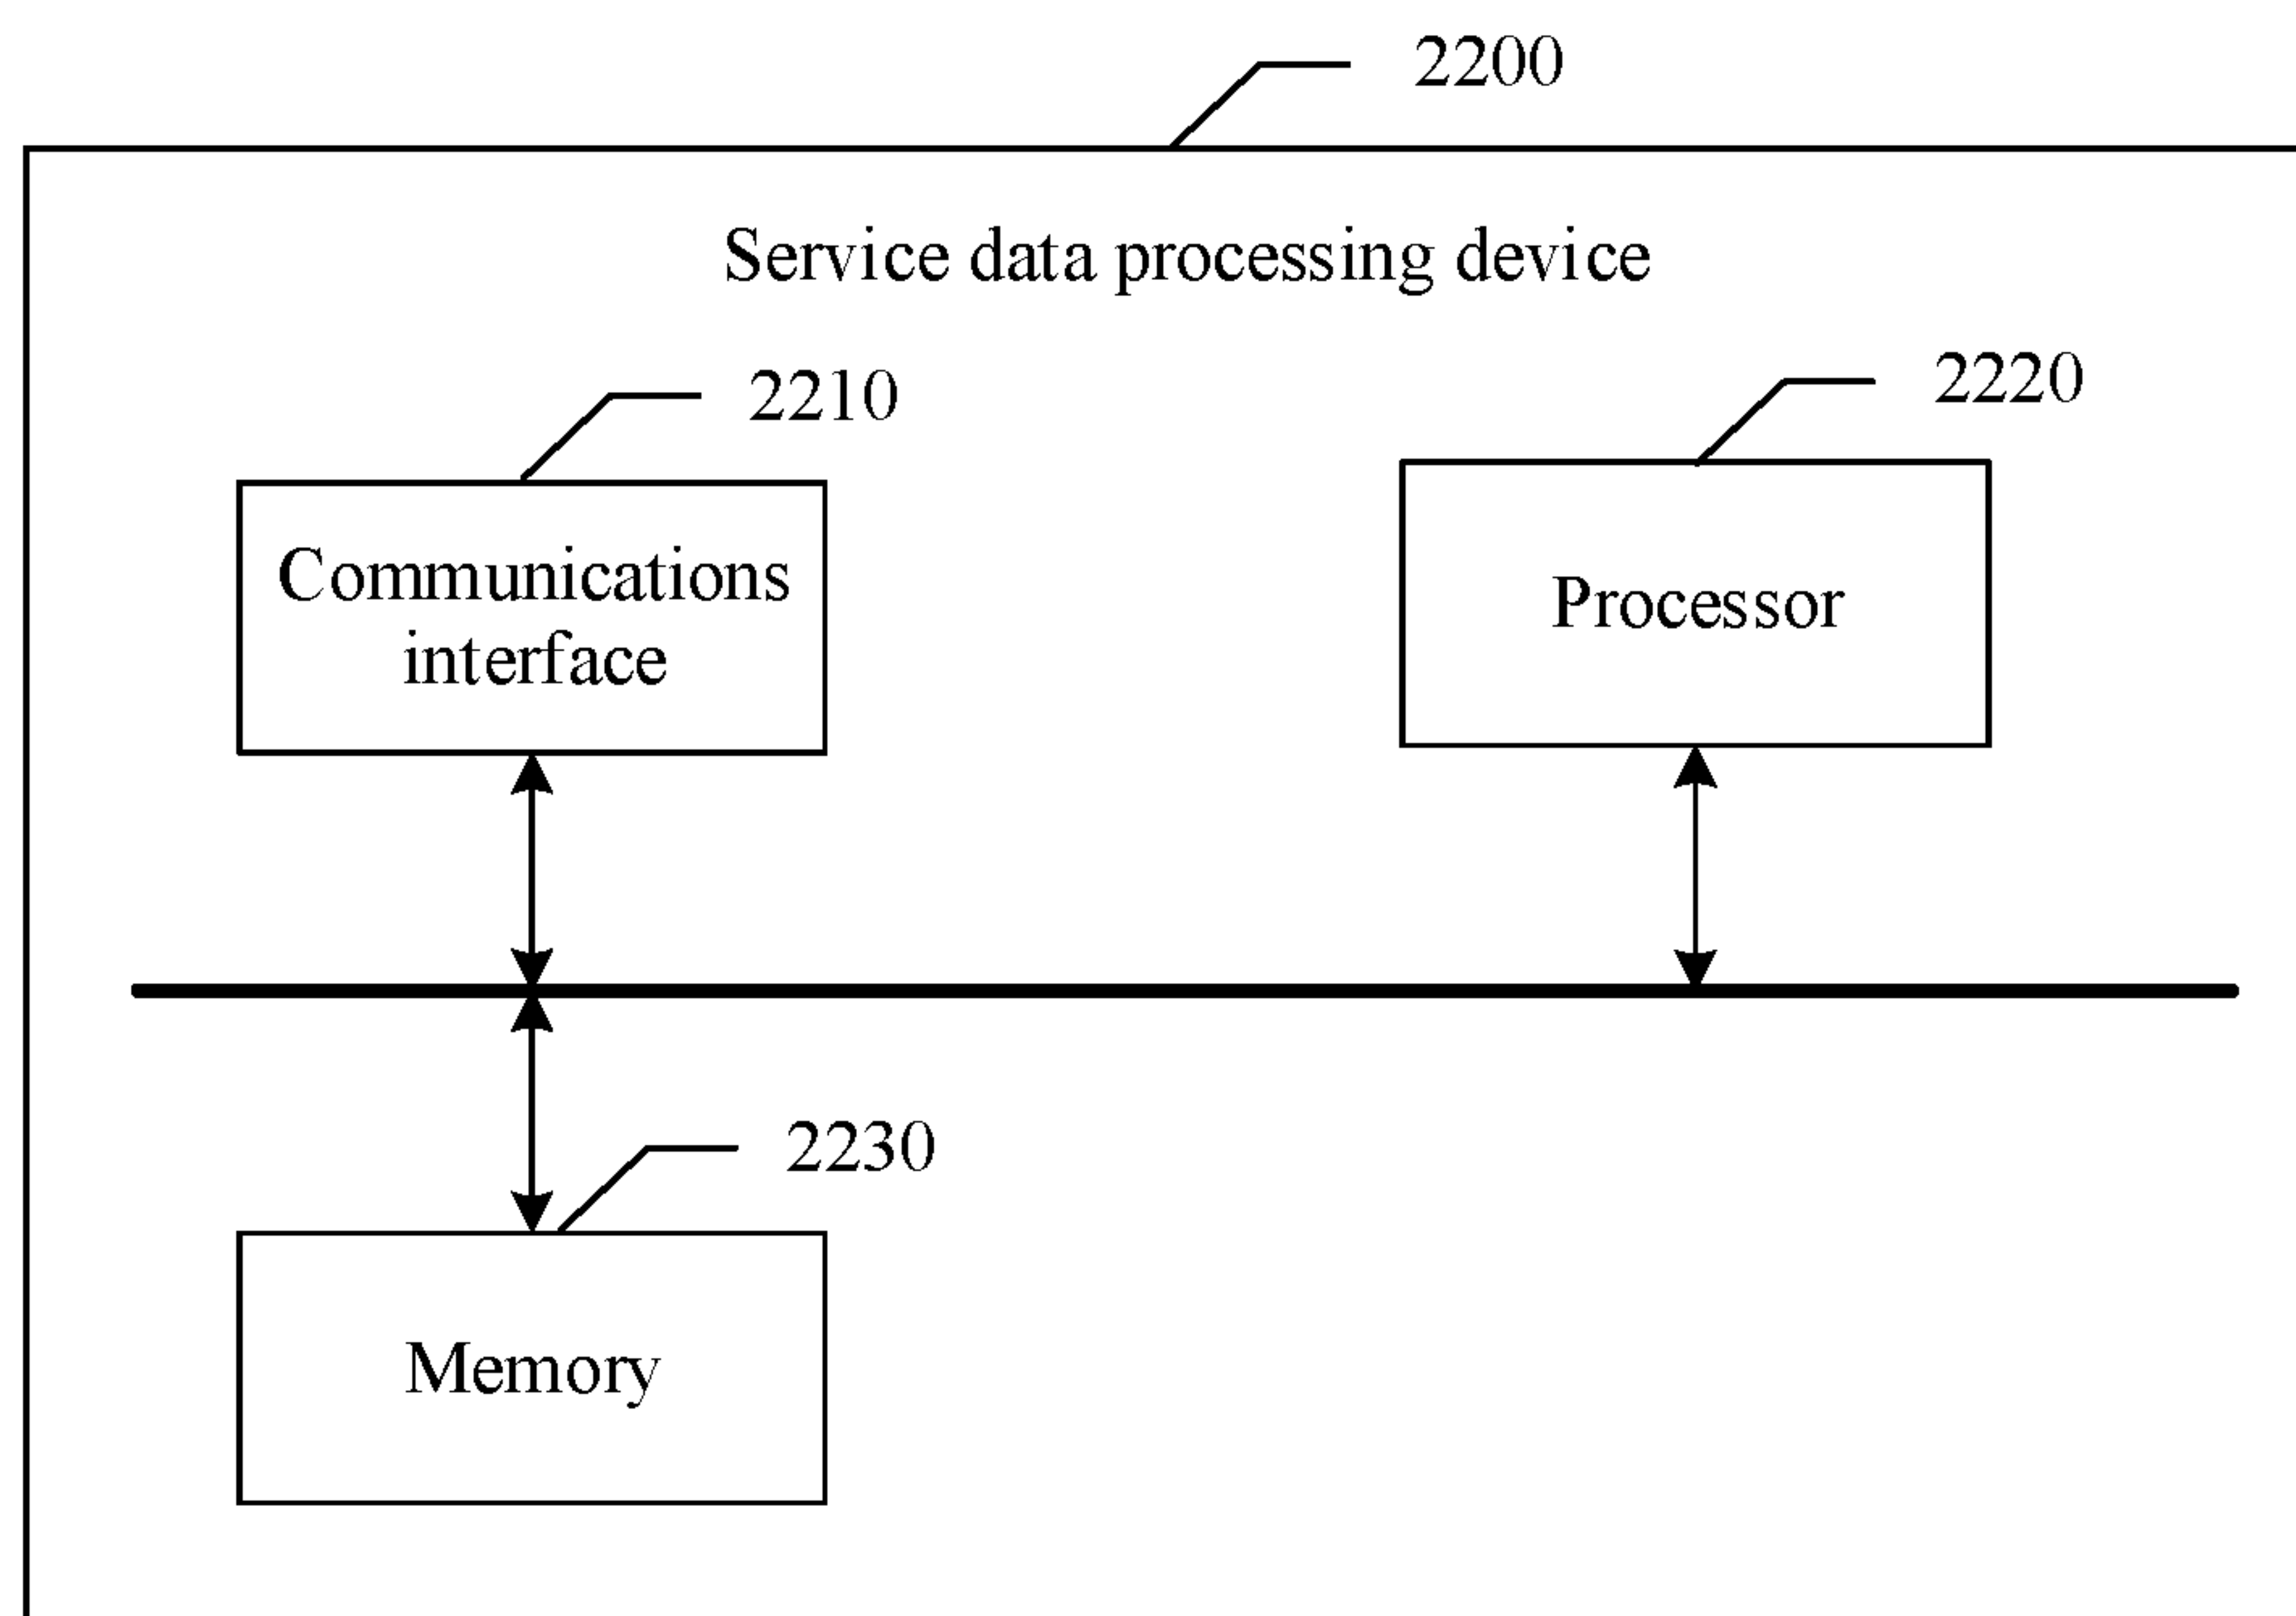 2200
Service data processing device
2210
2220
Communications
interface
Processor
2230
Memory